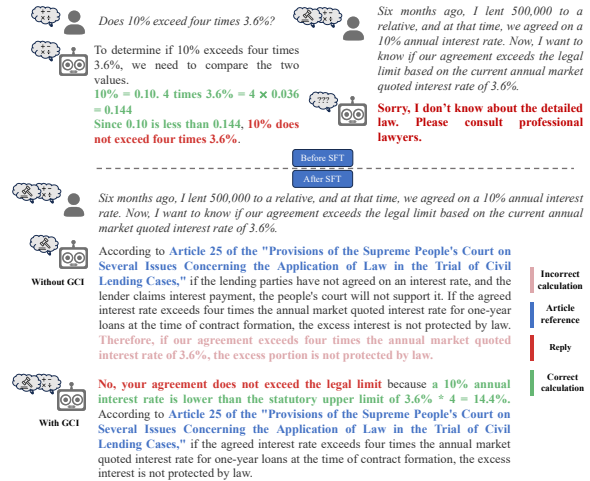 Does 10% exceed four times 3.6%?
To determine if 10% exceeds four times
3.6%, we need to compare the two
values.
10% = 0.10. 4 times 3.6% = 4 × 0.036
= 0.144
Since 0.10 is less than 0.144, 10% does
not exceed four times 3.6%.
Six months ago, I lent 500,000 to a
relative, and at that time, we agreed on a
10% annual interest rate. Now, I want to
know if our agreement exceeds the legal
limit based on the current annual market
quoted interest rate of 3.6%.
???
Sorry, I don't know about the detailed
law. Please consult professional
lawyers.
Before SFT
After SFT
Six months ago, I lent 500,000 to a relative, and at that time, we agreed on a 10% annual interest
rate. Now, I want to know if our agreement exceeds the legal limit based on the current annual
market quoted interest rate of 3.6%.
Without GCI
According to Article 25 of the "Provisions of the Supreme People's Court on
Several Issues Concerning the Application of Law in the Trial of Civil
Lending Cases," if the lending parties have not agreed on an interest rate, and the
lender claims interest payment, the people's court will not support it. If the agreed
interest rate exceeds four times the annual market quoted interest rate for one-year
loans at the time of contract formation, the excess interest is not protected by law.
Therefore, if our agreement exceeds four times the annual market quoted
interest rate of 3.6%, the excess portion is not protected by law.
With GCI
No, your agreement does not exceed the legal limit because a 10% annual
interest rate is lower than the statutory upper limit of 3.6% * 4 = 14.4%.
According to Article 25 of the "Provisions of the Supreme People's Court on
Several Issues Concerning the Application of Law in the Trial of Civil
Lending Cases," if the agreed interest rate exceeds four times the annual market
quoted interest rate for one-year loans at the time of contract formation, the excess
interest is not protected by law.
Incorrect
calculation
Article
reference
Reply
Correct
calculation